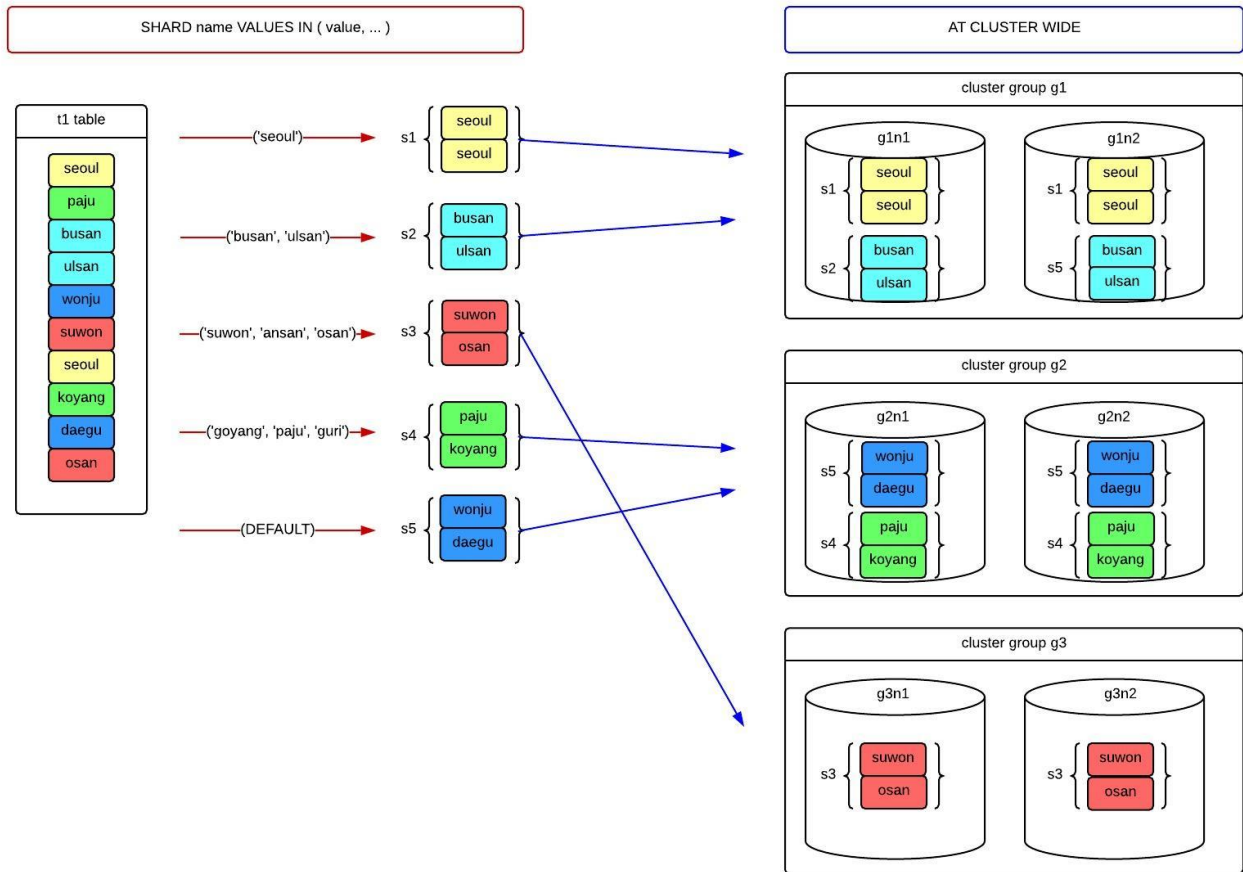 SHARD name VALUES IN ( value, ... )
AT CLUSTER WIDE
t1 table
seoul
paju
busan
ulsan
wonju
suwon
seoul
koyang
daegu
osan
('seoul')
('busan', 'ulsan')
('suwon', 'ansan', 'osan')
('goyang', 'paju', 'guri')
(DEFAULT)
s1
seoul
seoul
s2
busan
ulsan
s3
suwon
osan
s4
paju
koyang
s5
wonju
daegu
cluster group g1
g1n1
s1
seoul
seoul
s2
busan
ulsan
g1n2
s1
seoul
seoul
s5
busan
ulsan
cluster group g2
g2n1
s5
wonju
daegu
s4
paju
koyang
g2n2
s5
wonju
daegu
s4
paju
koyang
cluster group g3
g3n1
s3
suwon
osan
g3n2
s3
suwon
osan